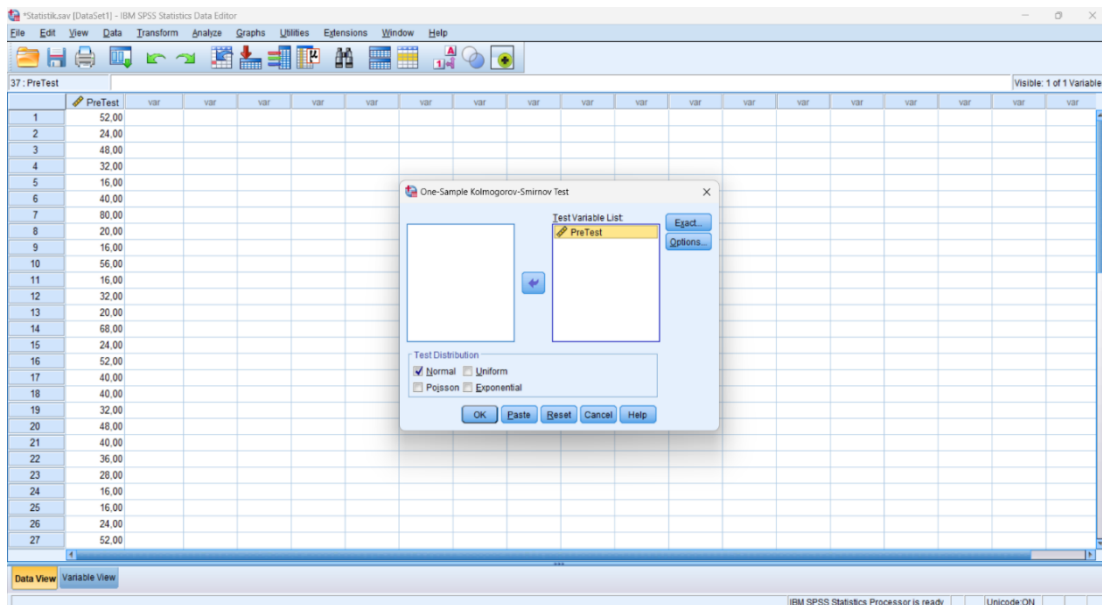 *Statistik.sav [DataSet1] - IBM SPSS Statistics Data Editor
File Edit View Data Transform Analyze Graphs Utilities Extensions Window Help
37 : PreTest
Visible: 1 of 1 Variable
PreTest var var var var var var var var var var var var var var var var var var
1 52,00
2 24,00
3 48,00
4 32,00
5 16,00
6 40,00
7 80,00
8 20,00
9 16,00
10 56,00
11 16,00
12 32,00
13 20,00
14 68,00
15 24,00
16 52,00
17 40,00
18 40,00
19 32,00
20 48,00
21 40,00
22 36,00
23 28,00
24 16,00
25 16,00
26 24,00
27 52,00
One-Sample Kolmogorov-Smirnov Test
Test Variable List:
PreTest
Exact...
Options...
Test Distribution
Normal Uniform
Poisson Exponential
OK Paste Reset Cancel Help
Data View Variable View
IBM SPSS Statistics Processor is ready Unicode:ON